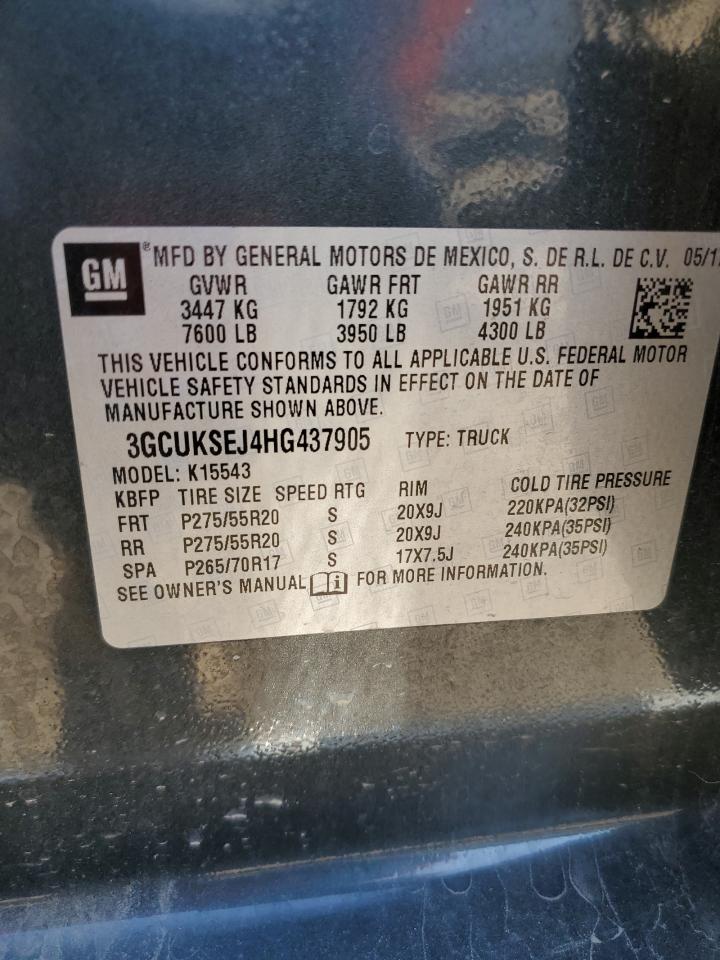 GM ® MFD BY GENERAL MOTORS DE MEXICO, S. DE R.L. DE C.V. 05/1
GVWR GAWR FRT GAWR RR
3447 KG 1792 KG 1951 KG
7600 LB 3950 LB 4300 LB
THIS VEHICLE CONFORMS TO ALL APPLICABLE U.S. FEDERAL MOTOR
VEHICLE SAFETY STANDARDS IN EFFECT ON THE DATE OF
MANUFACTURE SHOWN ABOVE.
3GCUKSEJ4HG437905 TYPE: TRUCK
MODEL: K15543
KBFP TIRE SIZE SPEED RTG RIM COLD TIRE PRESSURE
FRT P275/55R20 S 20X9J 220KPA(32PSI)
RR P275/55R20 S 20X9J 240KPA(35PSI)
SPA P265/70R17 S 17X7.5J 240KPA(35PSI)
SEE OWNER'S MANUAL i FOR MORE INFORMATION.